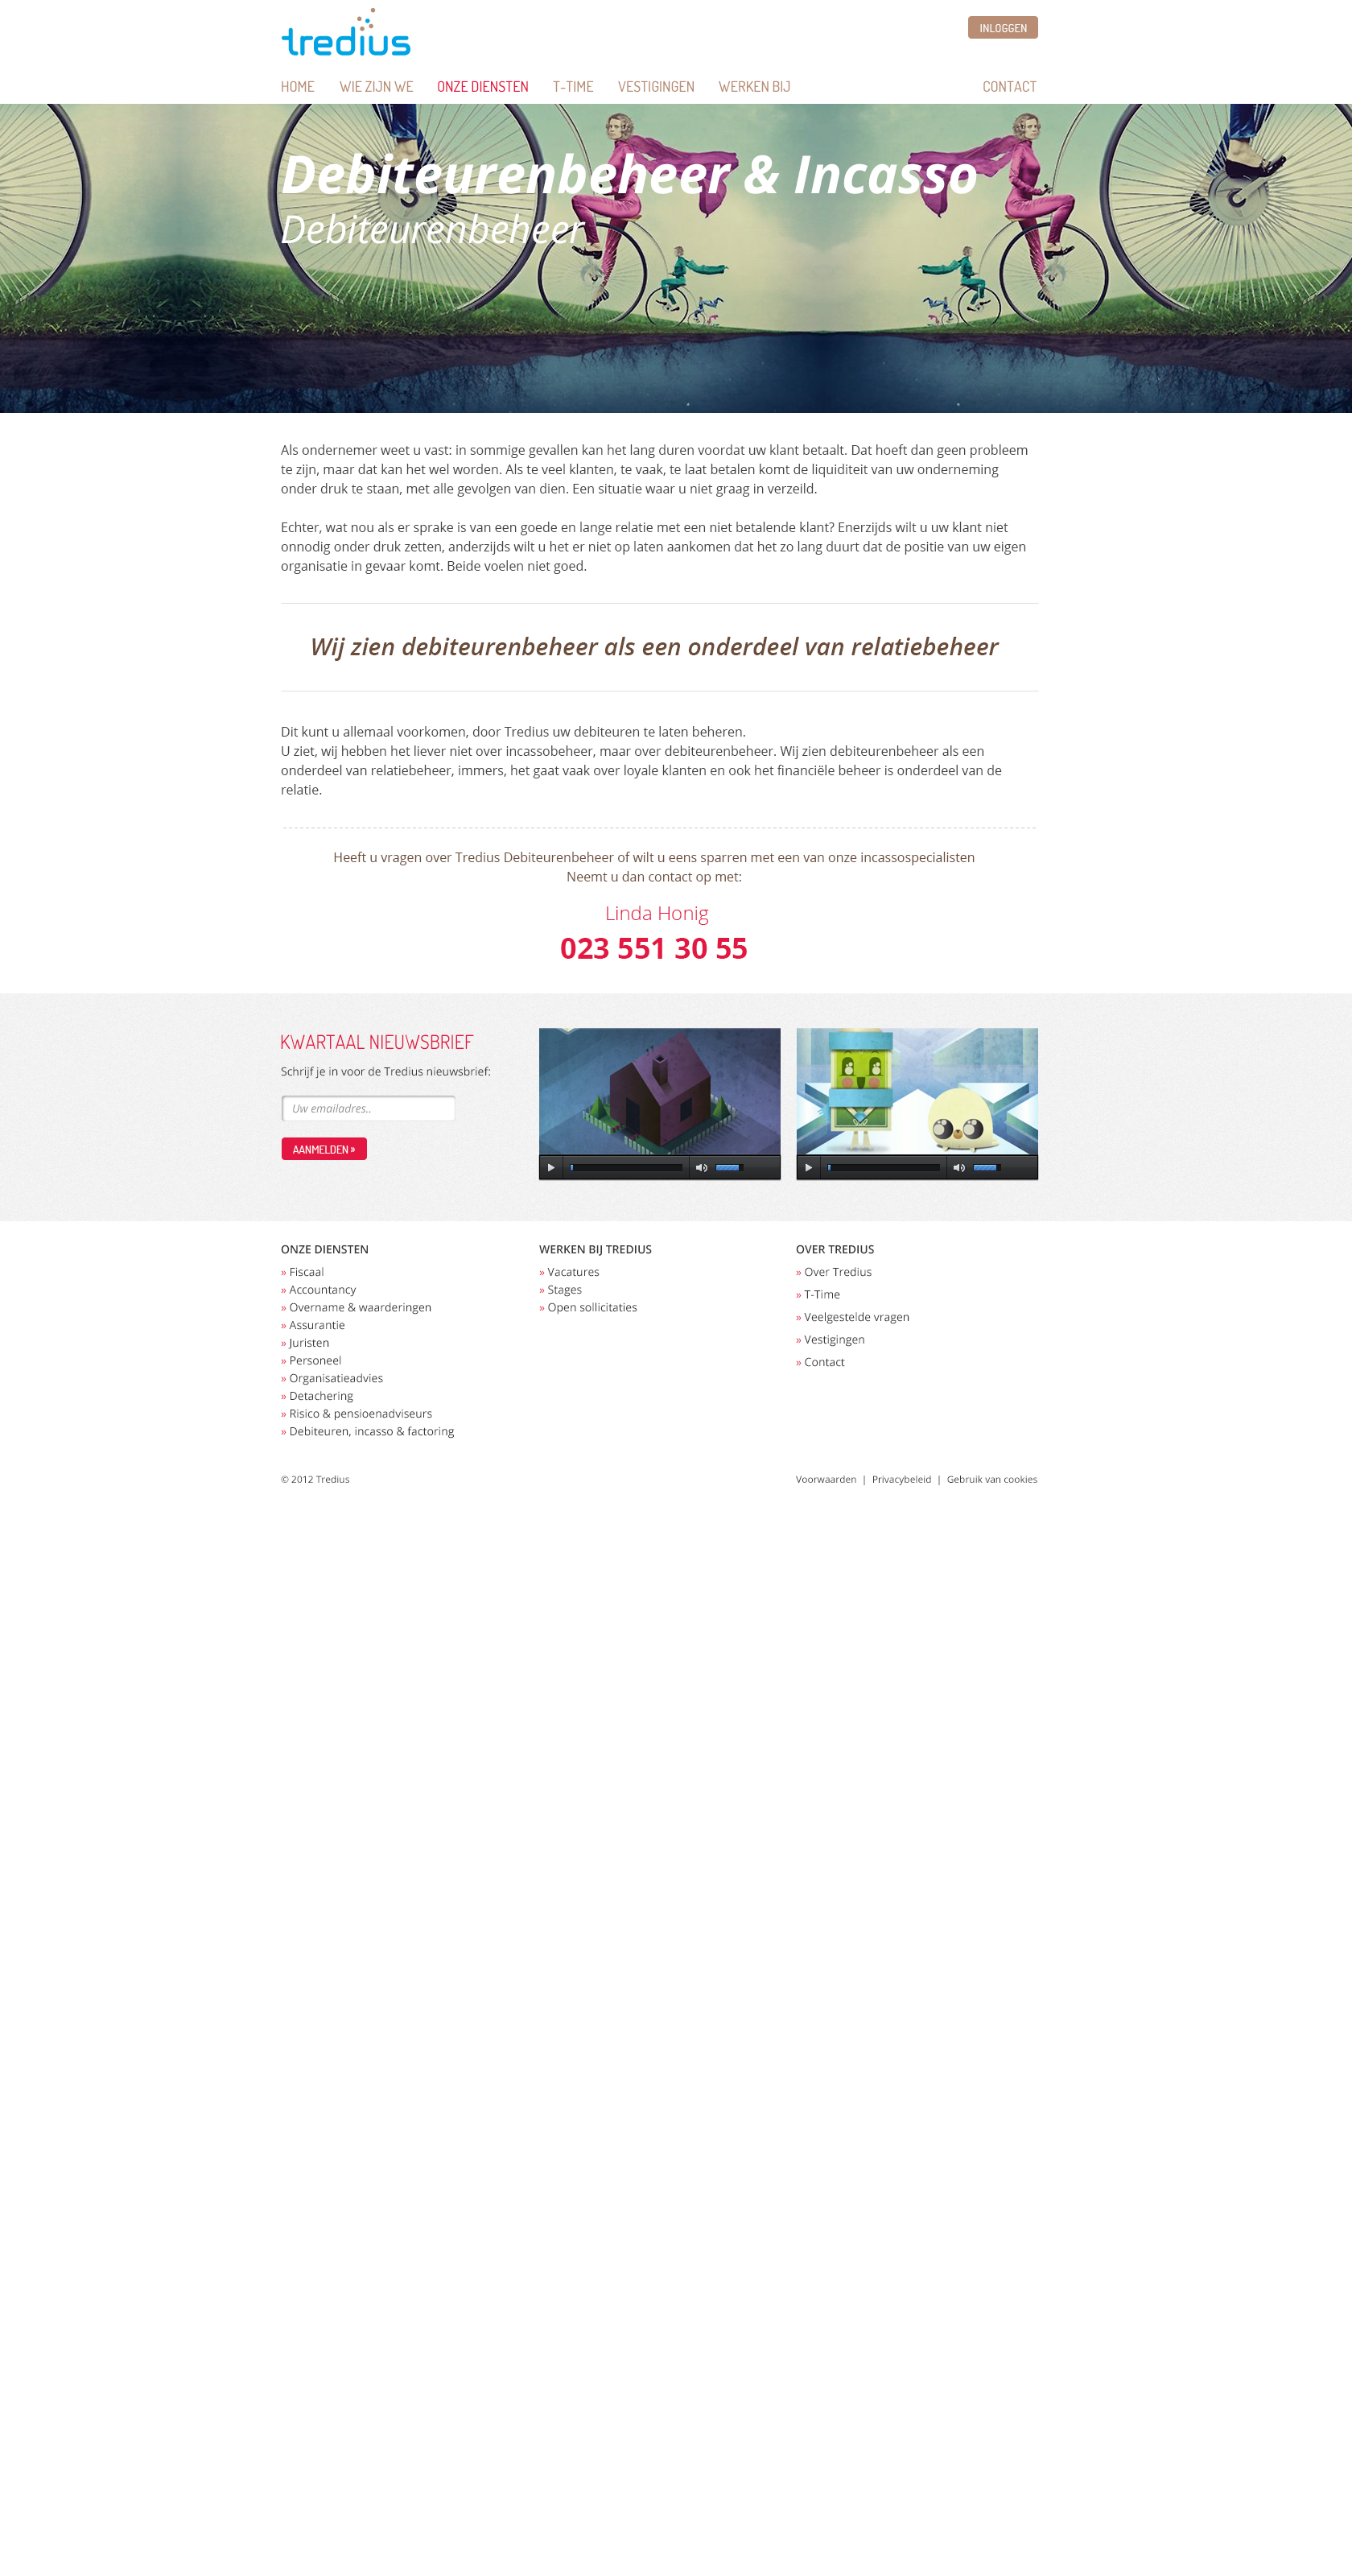 tredius
INLOGGEN
HOME WIE ZIJN WE ONZE DIENSTEN T-TIME VESTIGINGEN WERKEN BIJ CONTACT
Debiteurenbeheer & Incasso
Debiteurenbeheer
Als ondernemer weet u vast: in sommige gevallen kan het lang duren voordat uw klant betaalt. Dat hoeft dan geen probleem
te zijn, maar dat kan het wel worden. Als te veel klanten, te vaak, te laat betalen komt de liquiditeit van uw onderneming
onder druk te staan, met alle gevolgen van dien. Een situatie waar u niet graag in verzeild.
Echter, wat nou als er sprake is van een goede en lange relatie met een niet betalende klant? Enerzijds wilt u uw klant niet
onnodig onder druk zetten, anderzijds wilt u het er niet op laten aankomen dat het zo lang duurt dat de positie van uw eigen
organisatie in gevaar komt. Beide voelen niet goed.
Wij zien debiteurenbeheer als een onderdeel van relatiebeheer
Dit kunt u allemaal voorkomen, door Tredius uw debiteuren te laten beheren.
U ziet, wij hebben het liever niet over incassobeheer, maar over debiteurenbeheer. Wij zien debiteurenbeheer als een
onderdeel van relatiebeheer, immers, het gaat vaak over loyale klanten en ook het financiële beheer is onderdeel van de
relatie.
Heeft u vragen over Tredius Debiteurenbeheer of wilt u eens sparren met een van onze incassospecialisten
Neemt u dan contact op met:
Linda Honig
023 551 30 55
KWARTAAL NIEUWSBRIEF
Schrijf je in voor de Tredius nieuwsbrief:
Uw emailadres..
AANMELDEN »
ONZE DIENSTEN
» Fiscaal
» Accountancy
» Overname & waarderingen
» Assurantie
» Juristen
» Personeel
» Organisatieadvies
» Detachering
» Risico & pensioenadviseurs
» Debiteuren, incasso & factoring
WERKEN BIJ TREDIUS
» Vacatures
» Stages
» Open sollicitaties
OVER TREDIUS
» Over Tredius
» T-Time
» Veelgestelde vragen
» Vestigingen
» Contact
© 2012 Tredius
Voorwaarden | Privacybeleid | Gebruik van cookies